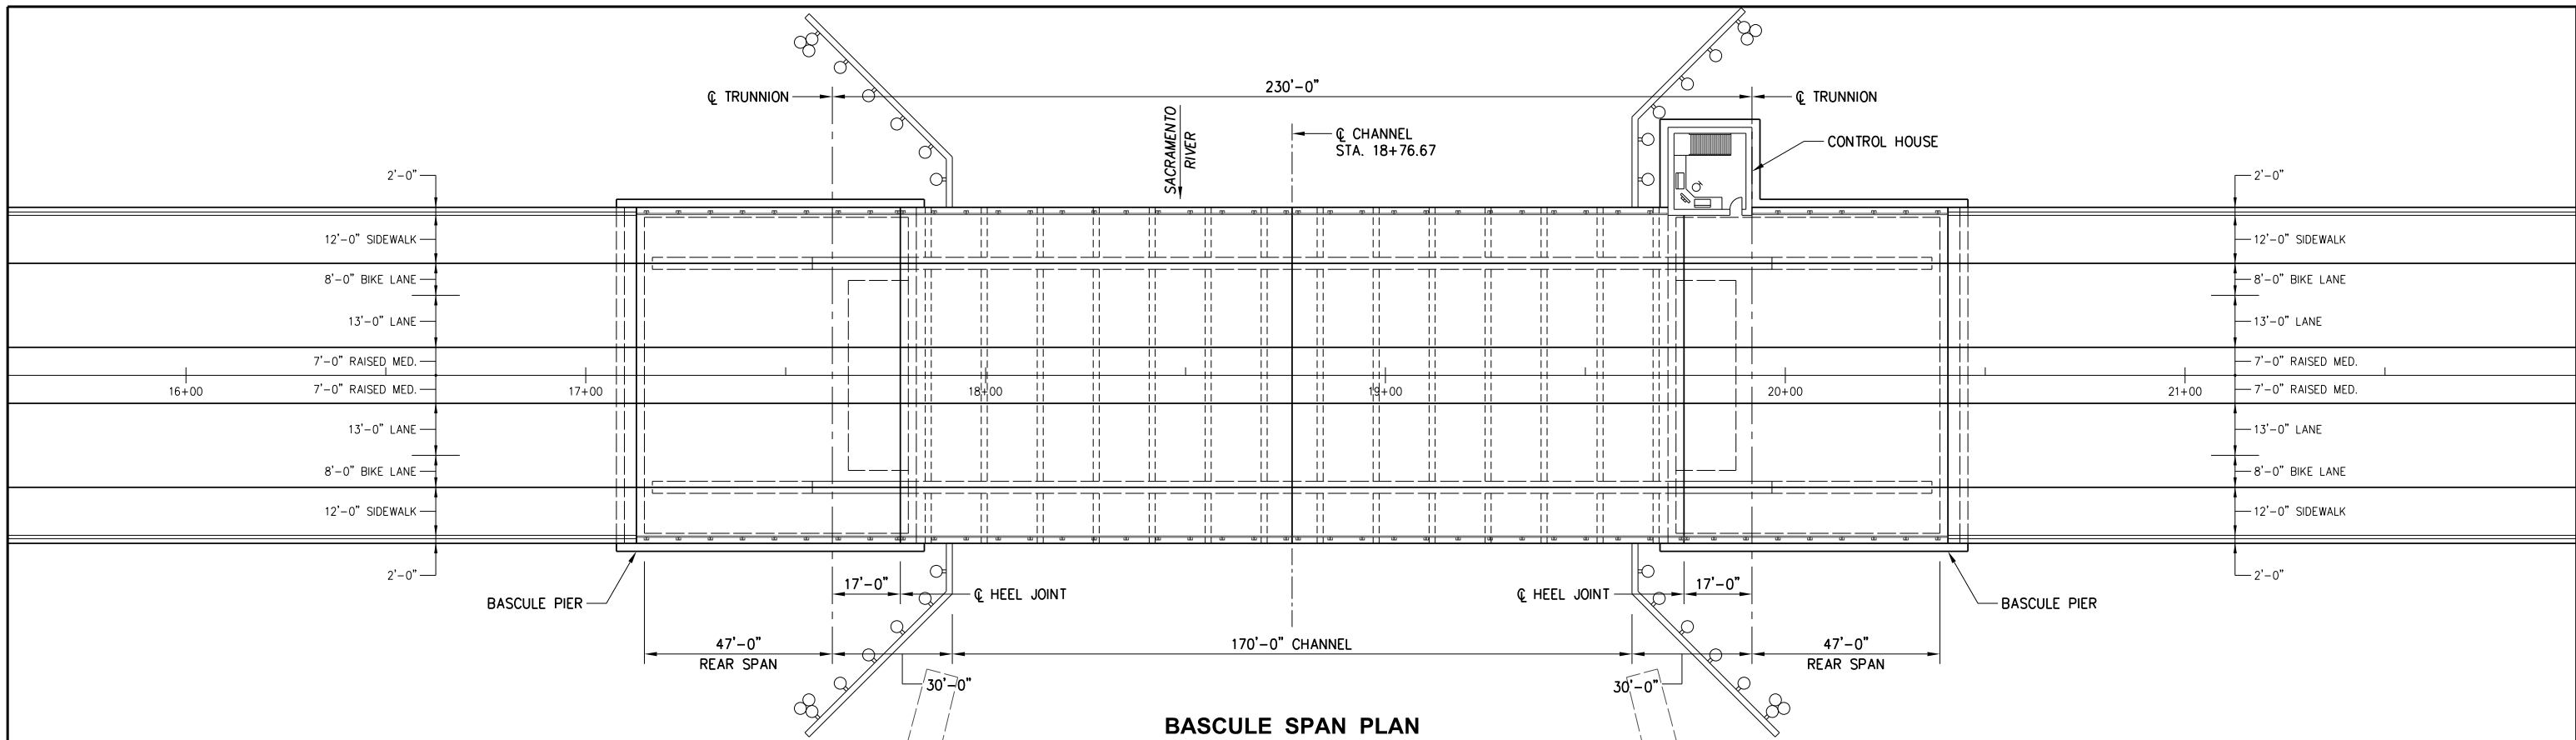 ℄ TRUNNION
230'-0"
℄ TRUNNION
SACRAMENTO
RIVER
℄ CHANNEL
STA. 18+76.67
CONTROL HOUSE
2'-0"
12'-0" SIDEWALK
8'-0" BIKE LANE
13'-0" LANE
7'-0" RAISED MED.
7'-0" RAISED MED.
13'-0" LANE
8'-0" BIKE LANE
12'-0" SIDEWALK
2'-0"
16+00
17+00
18+00
19+00
20+00
21+00
2'-0"
12'-0" SIDEWALK
8'-0" BIKE LANE
13'-0" LANE
7'-0" RAISED MED.
7'-0" RAISED MED.
13'-0" LANE
8'-0" BIKE LANE
12'-0" SIDEWALK
2'-0"
BASCULE PIER
17'-0"
℄ HEEL JOINT
℄ HEEL JOINT
17'-0"
BASCULE PIER
47'-0"
REAR SPAN
170'-0" CHANNEL
47'-0"
REAR SPAN
30'-0"
30'-0"
BASCULE SPAN PLAN